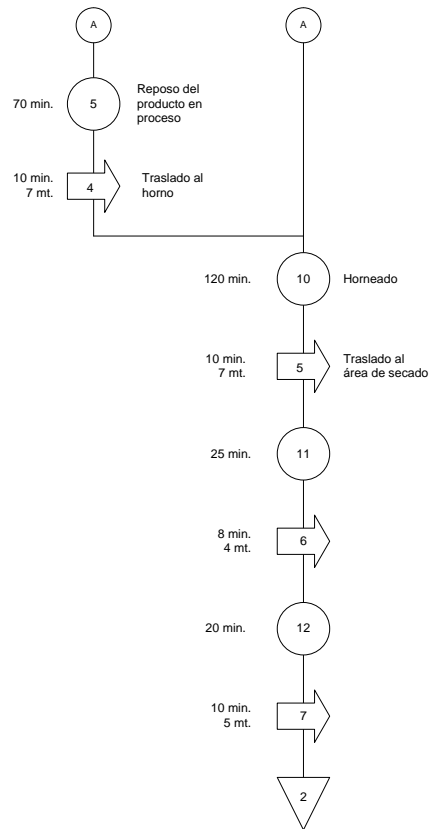 A
A
70 min.
5
Reposo del
producto en
proceso
10 min.
7 mt.
4
Traslado al
horno
120 min.
10
Horneado
10 min.
7 mt.
5
Traslado al
área de secado
25 min.
11
8 min.
4 mt.
6
20 min.
12
10 min.
5 mt.
7
2